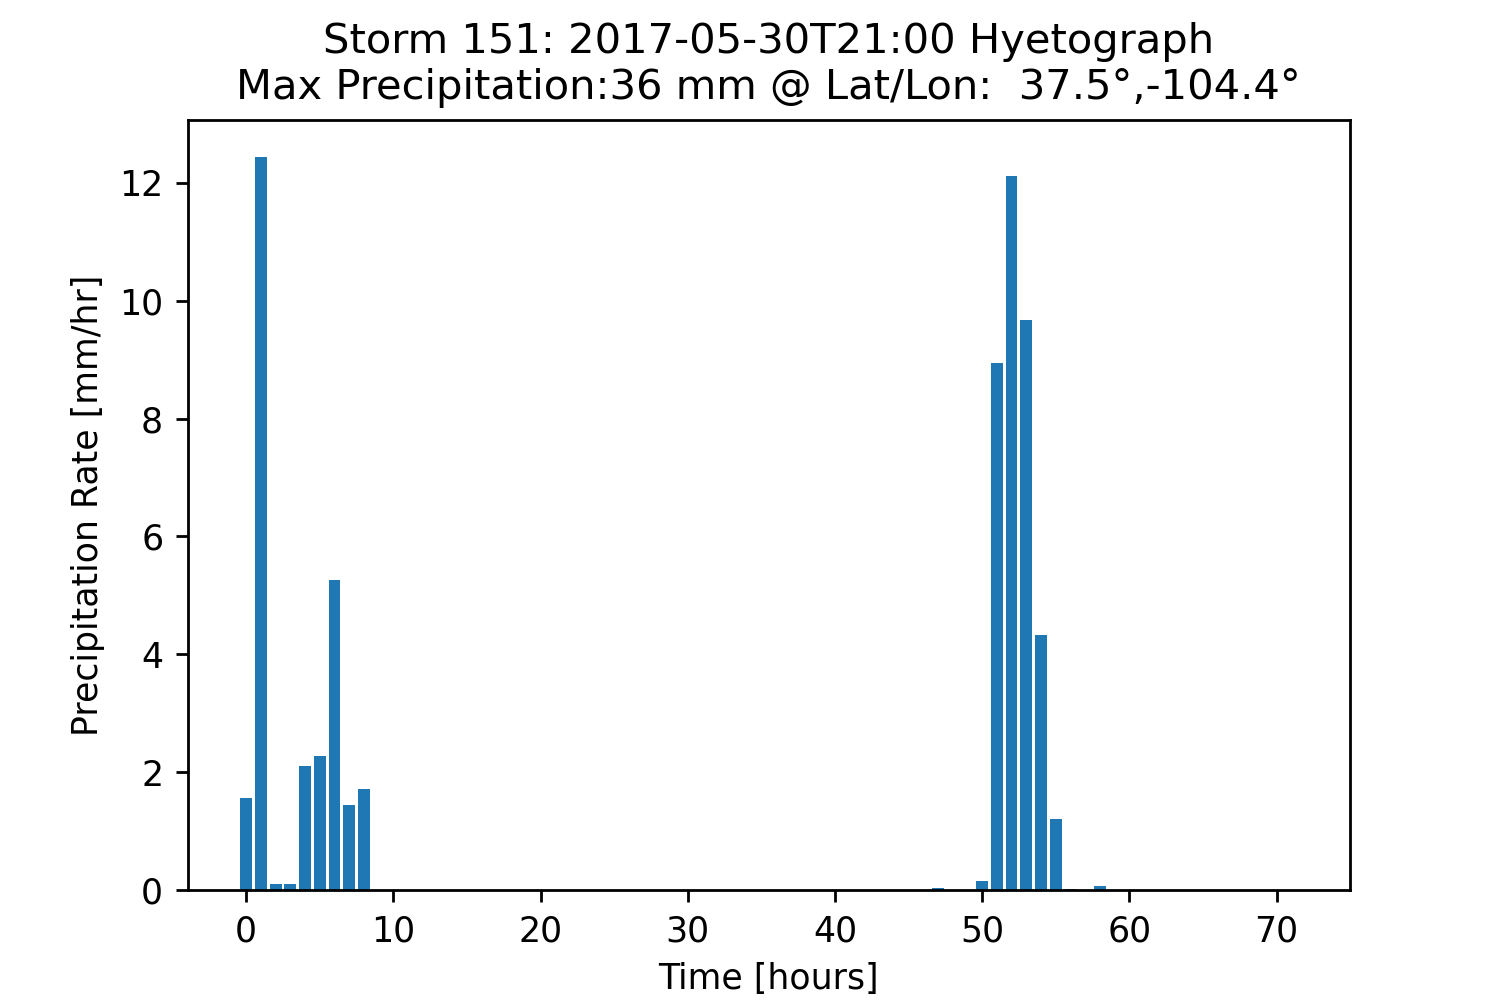 Storm 151: 2017-05-30T21:00 Hyetograph
Max Precipitation:36 mm @ Lat/Lon:  37.5°,-104.4°
12
10
8
6
4
2
0
Precipitation Rate [mm/hr]
0 10 20 30 40 50 60 70
Time [hours]